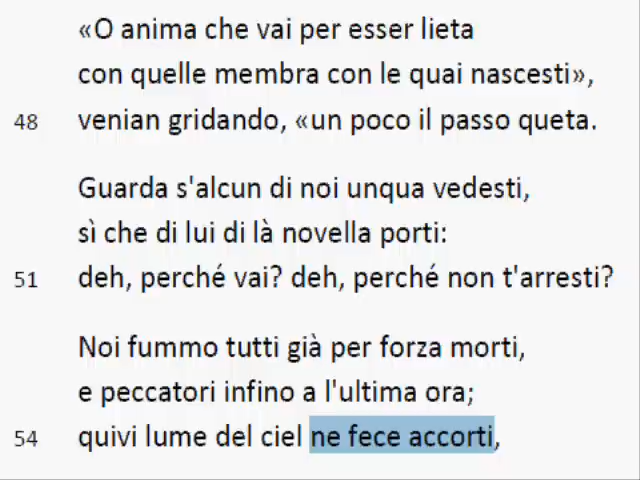 «O anima che vai per esser lieta
con quelle membra con le quai nascesti»,
48 venian gridando, «un poco il passo queta.
Guarda s'alcun di noi unqua vedesti,
sì che di lui di là novella porti:
51 deh, perché vai? deh, perché non t'arresti?
Noi fummo tutti già per forza morti,
e peccatori infino a l'ultima ora;
54 quivi lume del ciel ne fece accorti,